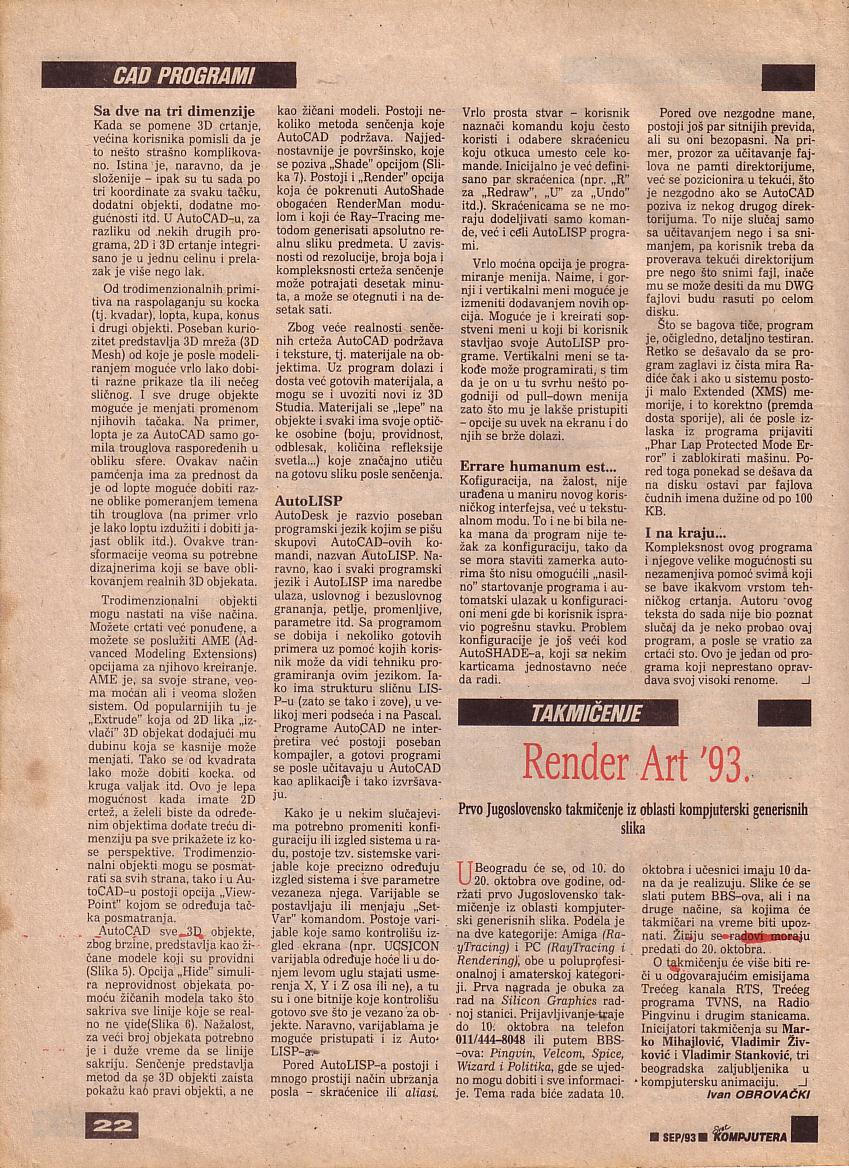 CAD PROGRAMI
Sa dve na tri dimenzije
Kada se pomene 3D crtanje,
većina korisnika pomisli da je
to nešto strašno komplikova-
no. Istina je, naravno, da je
složenije – ipak su tu sada po
tri koordinate za svaku tačku,
dodatni objekti, dodatne mo-
gućnosti itd. U AutoCAD-u, za
razliku od nekih drugih pro-
grama, 2D i 3D crtanje integri-
sano je u jednu celinu i prela-
zak je više nego lak.
Od trodimenzionalnih primi-
tiva na raspolaganju su kocka
(tj. kvadar), lopta, kupa, konus
i drugi objekti. Poseban kurio-
zitet predstavlja 3D mreža (3D
Mesh) od koje je posle modeli-
ranjem moguće vrlo lako dobi-
ti razne prikaze tla ili nečeg
sličnog. I sve druge objekte
moguće je menjati promenom
njihovih tačaka. Na primer,
lopta je za AutoCAD samo go-
mila trouglova raspoređenih u
obliku sfere. Ovakav način
pamćenja ima za prednost da
je od lopte moguće dobiti raz-
ne oblike pomeranjem temena
tih trouglova (na primer vrlo
je lako loptu izdužiti i dobiti ja-
jast oblik itd.). Ovakve tran-
sformacije veoma su potrebne
dizajnerima koji se bave obli-
kovanjem realnih 3D objekata.
Trodimenzionalni objekti
mogu nastati na više načina.
Možete crtati već ponuđene, a
možete se poslužiti AME (Ad-
vanced Modeling Extensions)
opcijama za njihovo kreiranje.
AME je, sa svoje strane, veo-
ma moćan ali i veoma složen
sistem. Od popularnijih tu je
„Extrude" koja od 2D lika „iz-
vlači" 3D objekat dodajući mu
dubinu koja se kasnije može
menjati. Tako se od kvadrata
lako može dobiti kocka. od
kruga valjak itd. Ovo je lepa
mogućnost kada imate 2D
crtež, a želeli biste da određe-
nim objektima dodate treću di-
menziju pa sve prikažete iz ko-
se perspektive. Trodimenzio-
nalni objekti mogu se posmat-
rati sa svih strana, tako i u Au-
toCAD-u postoji opcija „View-
Point" kojom se određuja tač-
ka posmatranja.
AutoCAD sve 3D objekte,
zbog brzine, predstavlja kao ži-
čane modele koji su providni
(Slika 5). Opcija „Hide" simuli-
ra neprovidnost objekata po-
moću žičanih modela tako što
sakriva sve linije koje se real-
no ne vide(Slika 6). Nažalost,
za veći broj objekata potrebno
je i duže vreme da se linije
sakriju. Senčenje predstavlja
metod da se 3D objekti zaista
pokažu kao pravi objekti, a ne
kao žičani modeli. Postoji ne-
koliko metoda senčenja koje
AutoCAD podržava. Najjed-
nostavnije je površinsko, koje
se poziva „Shade" opcijom (Sli-
ka 7). Postoji i „Render" opcija
koja će pokrenuti AutoShade
obogaćen RenderMan modu-
lom i koji će Ray-Tracing me-
todom generisati apsolutno re-
alnu sliku predmeta. U zavis-
nosti od rezolucije, broja boja i
kompleksnosti crteža senčenje
može potrajati desetak minu-
ta, a može se otegnuti i na de-
setak sati.
Zbog veće realnosti senče-
nih crteža AutoCAD podržava
i teksture, tj. materijale na ob-
jektima. Uz program dolazi i
dosta već gotovih materijala, a
mogu se i uvoziti novi iz 3D
Studia. Materijali se „lepe" na
objekte i svaki ima svoje optič-
ke osobine (boju, providnost,
odblesak, količina refleksije
svetla...) koje značajno utiču
na gotovu sliku posle senčenja.
AutoLISP
AutoDesk je razvio poseban
programski jezik kojim se pišu
skupovi AutoCAD-ovih ko-
mandi, nazvan AutoLISP. Na-
ravno, kao i svaki programski
jezik i AutoLISP ima naredbe
ulaza, uslovnog i bezuslovnog
grananja, petlje, promenljive,
parametre itd. Sa programom
se dobija i nekoliko gotovih
primera uz pomoć kojih koris-
nik može da vidi tehniku pro-
gramiranja ovim jezikom. Ia-
ko ima strukturu sličnu LIS-
P-u (zato se tako i zove), u ve-
likoj meri podseća i na Pascal.
Programe AutoCAD ne inter-
pretira već postoji poseban
kompajler, a gotovi programi
se posle učitavaju u AutoCAD
kao aplikacije i tako izvršava-
ju.
Kako je u nekim slučajevi-
ma potrebno promeniti konfi-
guraciju ili izgled sistema u ra-
du, postoje tzv. sistemske vari-
jable koje precizno određuju
izgled sistema i sve parametre
vezaneza njega. Varijable se
postavljaju ili menjaju „Set-
Var" komandom. Postoje vari-
jable koje samo kontrolišu iz-
gled ekrana (npr. UCSICON
varijabla određuje hoće li u do-
njem levom uglu stajati usme-
renja X, Y i Z osa ili ne), a tu
su i one bitnije koje kontrolišu
gotovo sve što je vezano za ob-
jekte. Naravno, varijablama je
moguće pristupati i iz Auto-
LISP-a.
Pored AutoLISP-a postoji i
mnogo prostiji način ubrzanja
posla – skraćenice ili aliasi.
Vrlo prosta stvar – korisnik
naznači komandu koju često
koristi i odabere skraćenicu
koju otkuca umesto cele ko-
mande. Inicijalno je već defini-
sano par skraćenica (npr. „R"
za „Redraw", „U" za „Undo"
itd.). Skraćenicama se ne mo-
raju dodeljivati samo koman-
de, već i celi AutoLISP progra-
mi.
Vrlo moćna opcija je progra-
miranje menija. Naime, i gor-
nji i vertikalni meni moguće je
izmeniti dodavanjem novih op-
cija. Moguće je i kreirati sop-
stveni meni u koji bi korisnik
stavljao svoje AutoLISP pro-
grame. Vertikalni meni se ta-
kođe može programirati, s tim
da je on u tu svrhu nešto po-
godniji od pull-down menija
zato što mu je lakše pristupiti
– opcije su uvek na ekranu i do
njih se brže dolazi.
Errare humanum est...
Kofiguracija, na žalost, nije
urađena u maniru novog koris-
ničkog interfejsa, već u tekstu-
alnom modu. To i ne bi bila ne-
ka mana da program nije te-
žak za konfiguraciju, tako da
se mora staviti zamerka auto-
rima što nisu omogućili „nasil-
no" startovanje programa i au-
tomatski ulazak u konfiguraci-
oni meni gde bi korisnik ispra-
vio pogrešnu stavku. Problem
konfiguracije je još veći kod
AutoSHADE-a, koji sa nekim
karticama jednostavno neće
da radi.
Pored ove nezgodne mane,
postoji još par sitnijih previda,
ali su oni bezopasni. Na pri-
mer, prozor za učitavanje faj-
lova ne pamti direktorijume,
već se pozicionira u tekući, što
je nezgodno ako se AutoCAD
poziva iz nekog drugog direk-
torijuma. To nije slučaj samo
sa učitavanjem nego i sa sni-
manjem, pa korisnik treba da
proverava tekući direktorijum
pre nego što snimi fajl, inače
mu se može desiti da mu DWG
fajlovi budu rasuti po celom
disku.
Što se bagova tiče, program
je, očigledno, detaljno testiran.
Retko se dešavalo da se pro-
gram zaglavi iz čista mira Ra-
diće čak i ako u sistemu posto-
ji malo Extended (XMS) me-
morije, i to korektno (premda
dosta sporije), ali će posle iz-
laska iz programa prijaviti
„Phar Lap Protected Mode Er-
ror" i zablokirati mašinu. Po-
red toga ponekad se dešava da
na disku ostavi par fajlova
čudnih imena dužine od po 100
KB.
I na kraju...
Kompleksnost ovog programa
i njegove velike mogućnosti su
nezamenjiva pomoć svima koji
se bave ikakvom vrstom teh-
ničkog crtanja. Autoru ovog
teksta do sada nije bio poznat
slučaj da je neko probao ovaj
program, a posle se vratio za
crtaći sto. Ovo je jedan od pro-
grama koji neprestano oprav-
dava svoj visoki renome.
TAKMIČENJE
Render Art '93.
Prvo Jugoslovensko takmičenje iz oblasti kompjuterski generisnih
slika
U Beogradu će se, od 10. do
20. oktobra ove godine, od-
ržati prvo Jugoslovensko tak-
mičenje iz oblasti kompjuter-
ski generisnih slika. Podela je
na dve kategorije: Amiga (Ra-
yTracing) i PC (RayTracing i
Rendering), obe u poluprofesi-
onalnoj i amaterskoj kategori-
ji. Prva nagrada je obuka za
rad na Silicon Graphics rad-
noj stanici. Prijavljivanje traje
do 10. oktobra na telefon
011/444-8048 ili putem BBS-
-ova: Pingvin, Velcom, Spice,
Wizard i Politika, gde se ujed-
no mogu dobiti i sve informaci-
je. Tema rada biće zadata 10.
oktobra i učesnici imaju 10 da-
na da je realizuju. Slike će se
slati putem BBS-ova, ali i na
druge načine, sa kojima će
takmičari na vreme biti upoz-
ati. Žiriju se radovi moraju
predati do 20. oktobra.
O takmičenju će više biti re-
či u odgovarajućim emisijama
Trećeg kanala RTS, Trećeg
programa TVNS, na Radio
Pingvinu i drugim stanicama.
Inicijatori takmičenja su Mar-
ko Mihajlović, Vladimir Živ-
ković i Vladimir Stanković, tri
beogradska zaljubljenika u
kompjutersku animaciju.
Ivan OBROVAČKI
22
SEP/93 Svet KOMPJUTERA